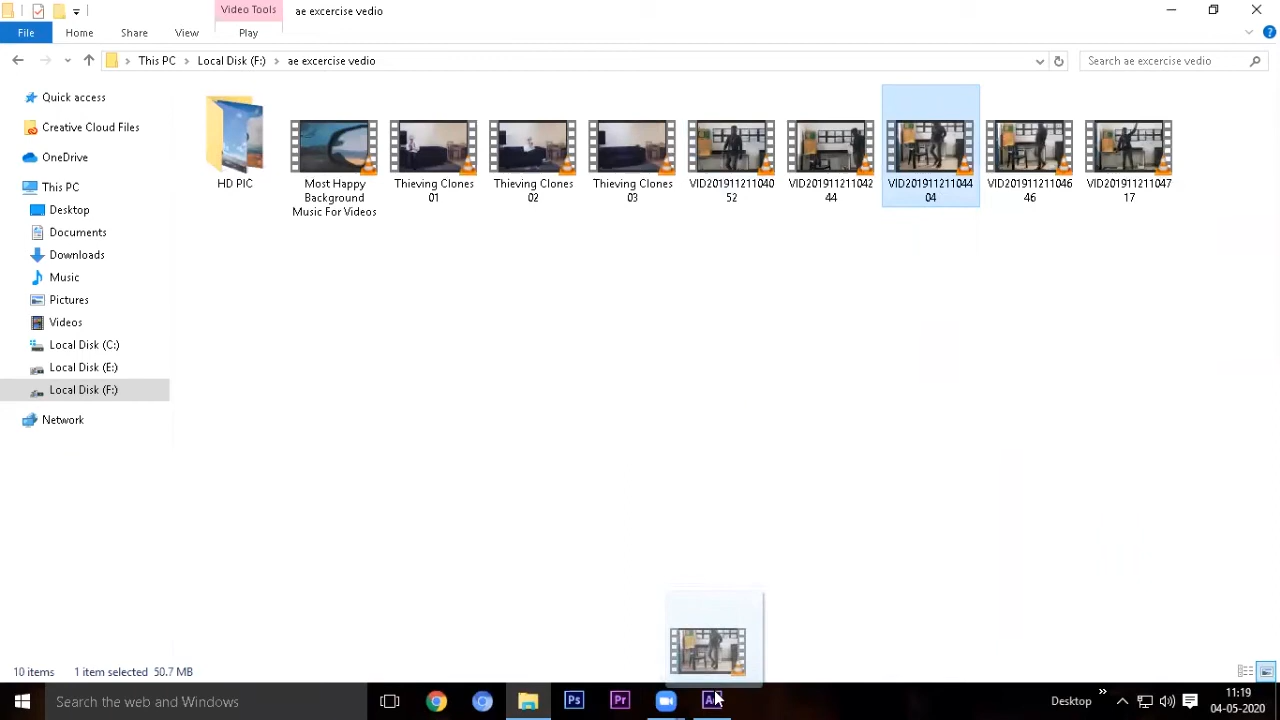 Video Tools
ae excercise vedio
File
Home
Share
View
Play
This PC
Local Disk (F:)
ae excercise vedio
Search ae excercise vedio
Quick access
Creative Cloud Files
OneDrive
This PC
Desktop
Documents
Downloads
Music
Pictures
Videos
Local Disk (C:)
Local Disk (E:)
Local Disk (F:)
Network
HD PIC
Most Happy
Background
Music For Videos
Thieving Clones
01
Thieving Clones
02
Thieving Clones
03
VID201911211040
52
VID201911211042
44
VID201911211044
04
VID201911211046
46
VID201911211047
17
10 items
1 item selected 50.7 MB
Search the web and Windows
Ps
Pr
Desktop
11:19
04-05-2020